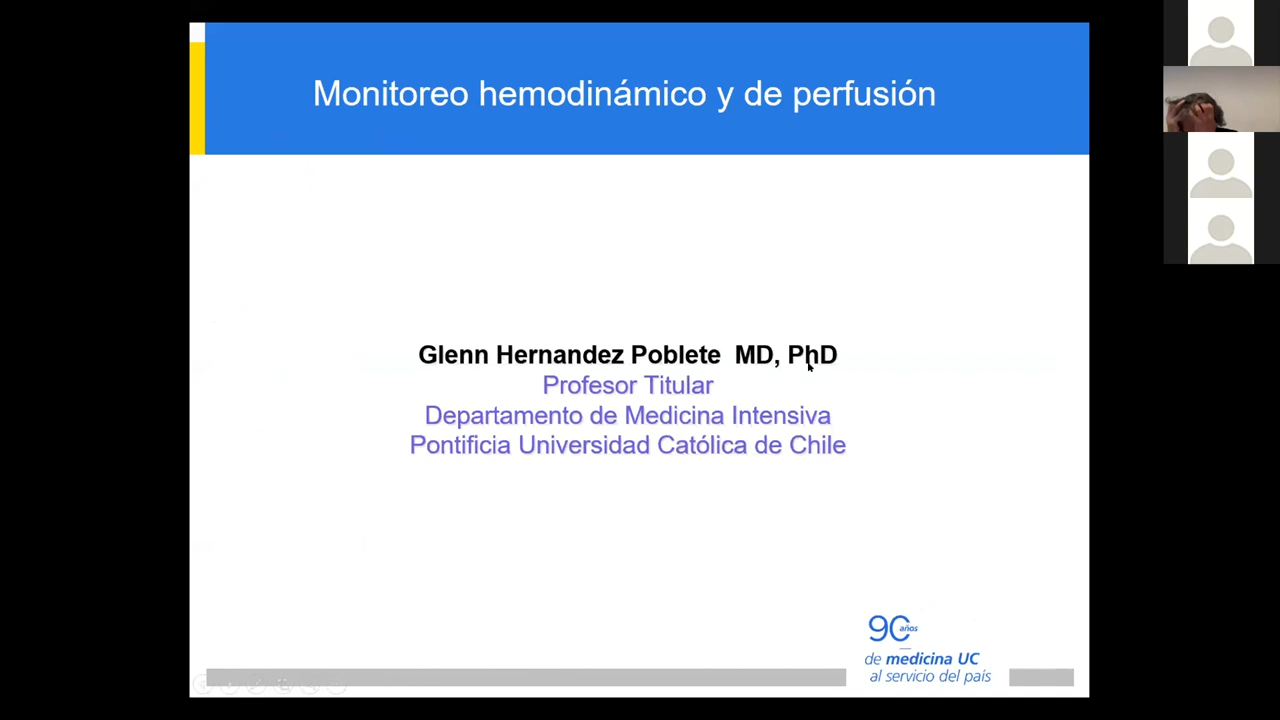 Monitoreo hemodinámico y de perfusión
Glenn Hernandez Poblete MD, PhD
Profesor Titular
Departamento de Medicina Intensiva
Pontificia Universidad Católica de Chile
90 años
de medicina UC
al servicio del país